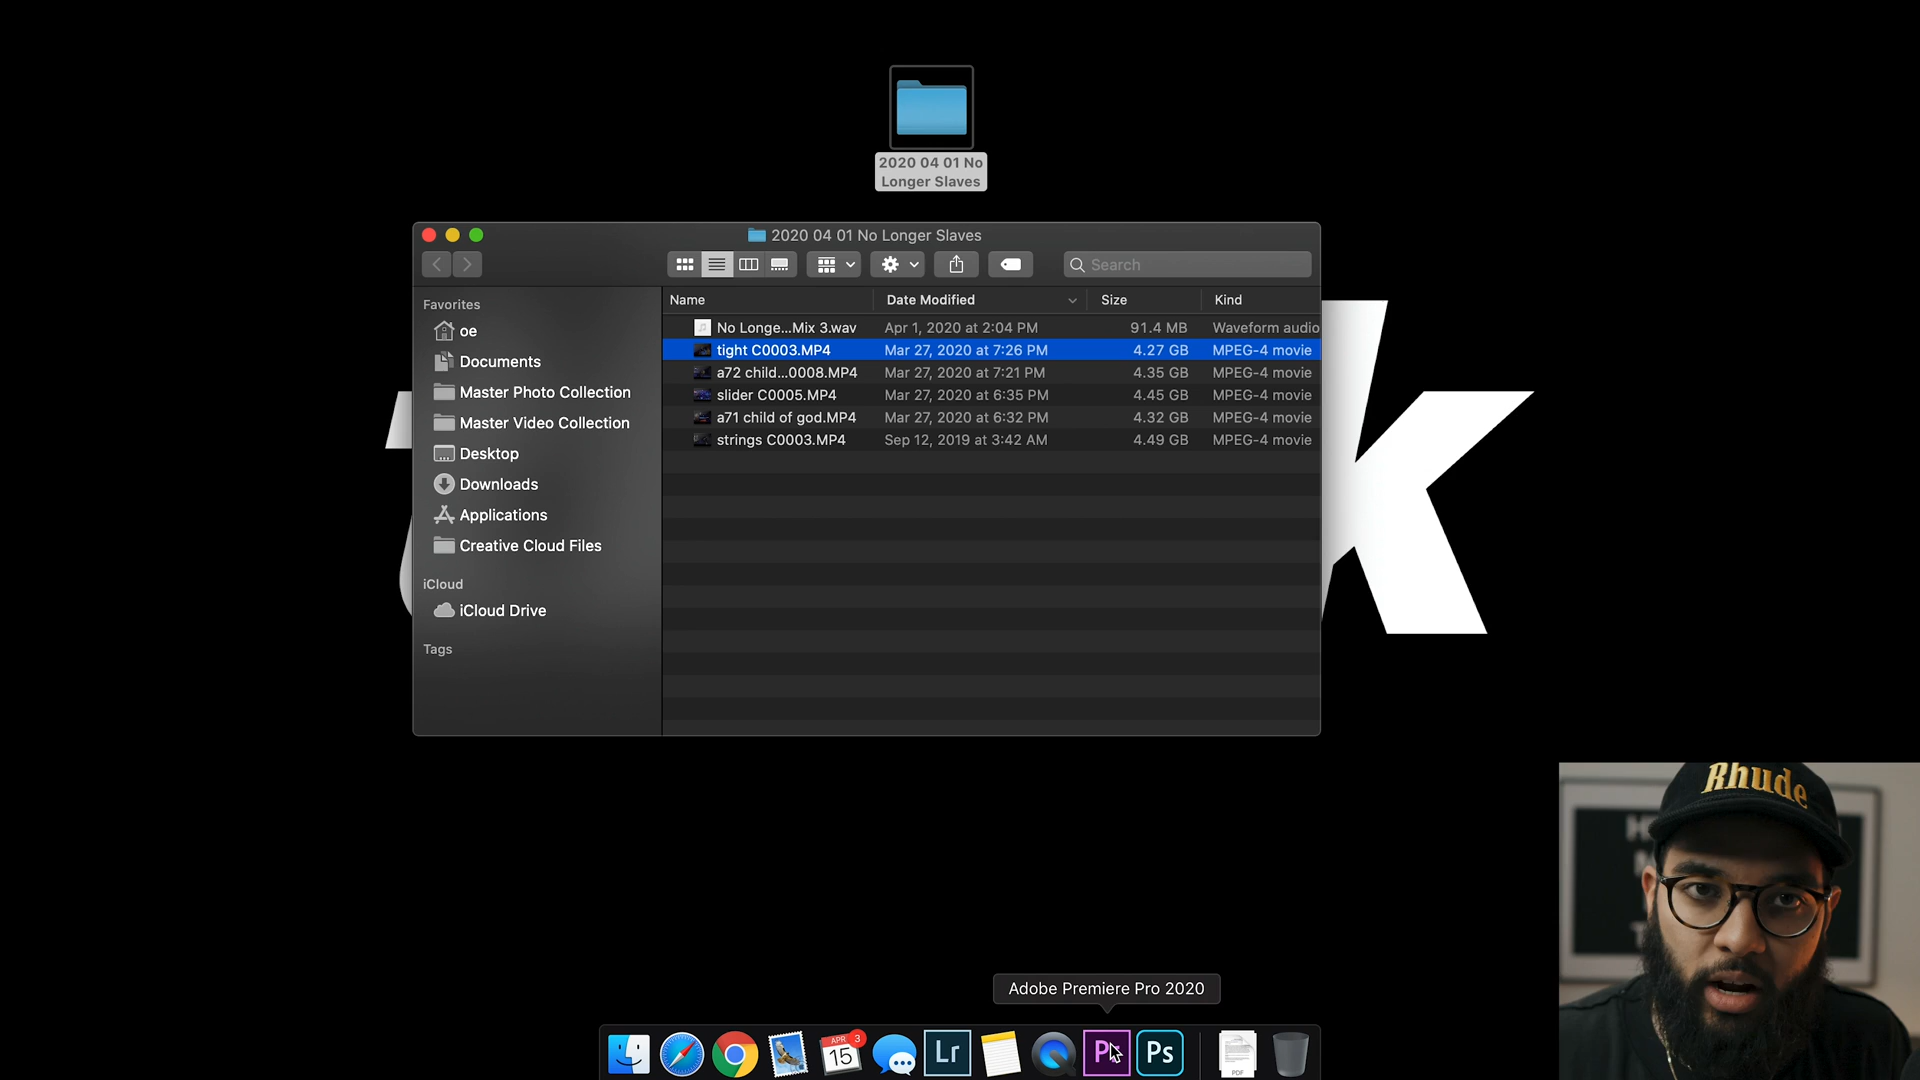 2020 04 01 No
Longer Slaves
2020 04 01 No Longer Slaves
Search
Favorites
oe
Documents
Master Photo Collection
Master Video Collection
Desktop
Downloads
Applications
Creative Cloud Files
iCloud
iCloud Drive
Tags
Name Date Modified Size Kind
No Longe...Mix 3.wav Apr 1, 2020 at 2:04 PM 91.4 MB Waveform audio
tight C0003.MP4 Mar 27, 2020 at 7:26 PM 4.27 GB MPEG-4 movie
a72 child...0008.MP4 Mar 27, 2020 at 7:21 PM 4.35 GB MPEG-4 movie
slider C0005.MP4 Mar 27, 2020 at 6:35 PM 4.45 GB MPEG-4 movie
a71 child of god.MP4 Mar 27, 2020 at 6:32 PM 4.32 GB MPEG-4 movie
strings C0003.MP4 Sep 12, 2019 at 3:42 AM 4.49 GB MPEG-4 movie
k
Rhude
Adobe Premiere Pro 2020
APR 3
15
Lr
Pr
Ps
PDF